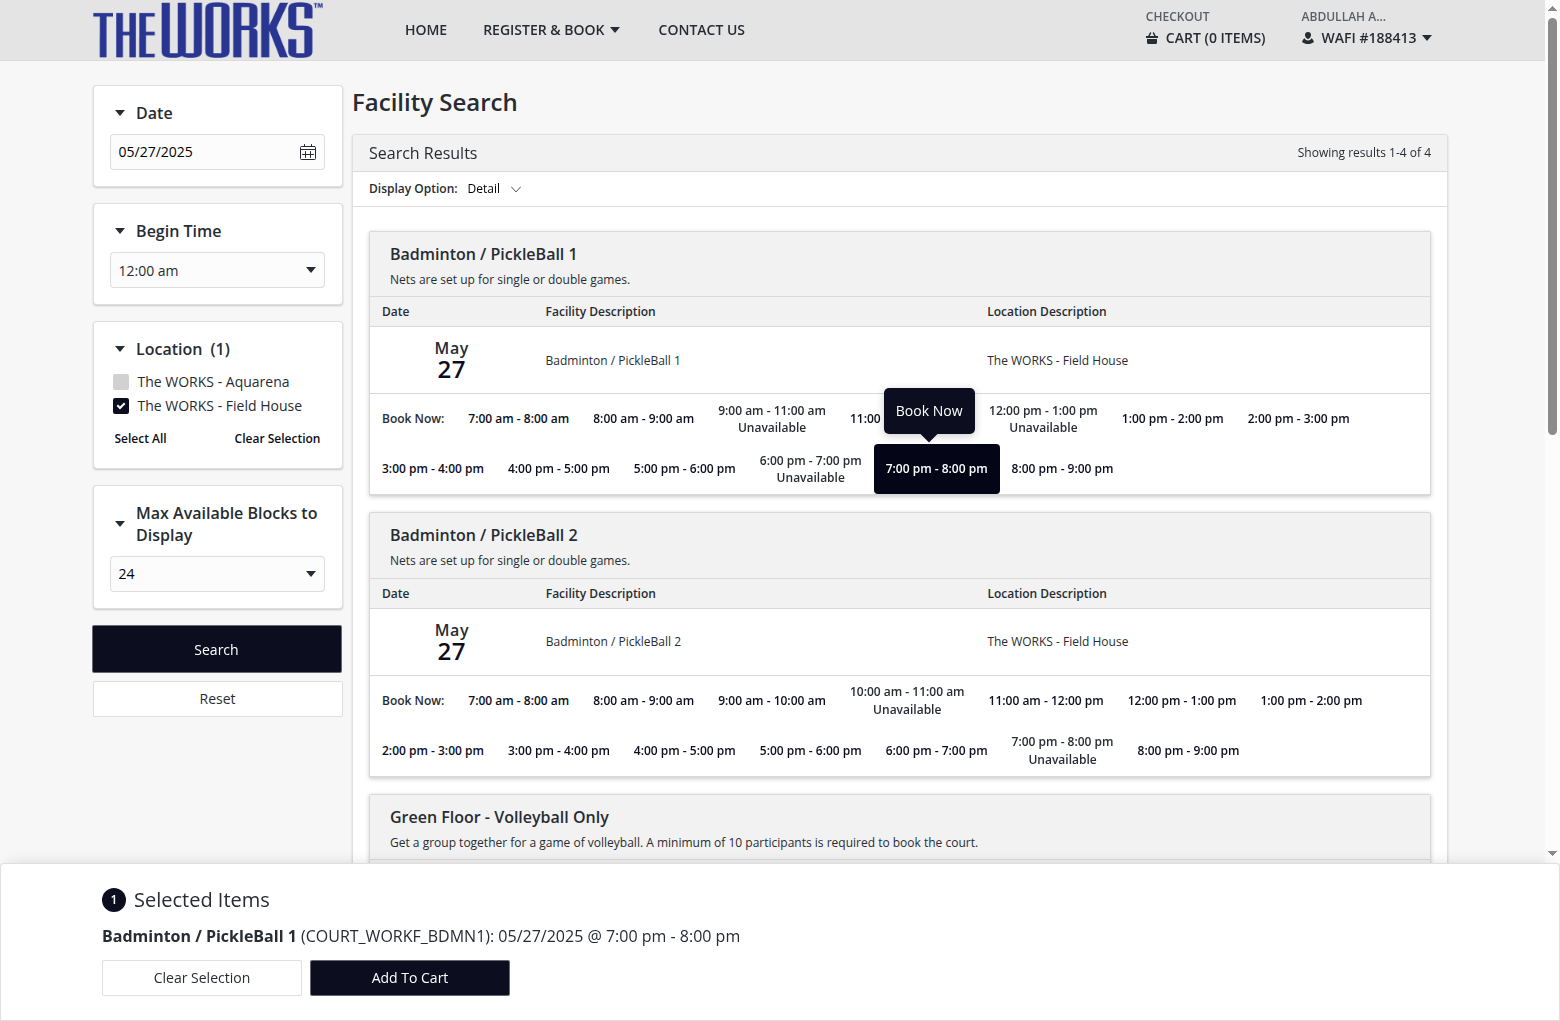 THE WORKS™
HOME
REGISTER & BOOK
CONTACT US
CHECKOUT
CART (0 ITEMS)
ABDULLAH A...
WAFI #188413
Date
05/27/2025
Begin Time
12:00 am
Location (1)
The WORKS - Aquarena
The WORKS - Field House
Select All
Clear Selection
Max Available Blocks to
Display
24
Search
Reset
Facility Search
Search Results
Showing results 1-4 of 4
Display Option: Detail
Badminton / PickleBall 1
Nets are set up for single or double games.
Date Facility Description Location Description
May
27
Badminton / PickleBall 1
The WORKS - Field House
Book Now
Book Now: 7:00 am - 8:00 am 8:00 am - 9:00 am 9:00 am - 11:00 am Unavailable 11:00 12:00 pm - 1:00 pm Unavailable 1:00 pm - 2:00 pm 2:00 pm - 3:00 pm
3:00 pm - 4:00 pm 4:00 pm - 5:00 pm 5:00 pm - 6:00 pm 6:00 pm - 7:00 pm Unavailable 7:00 pm - 8:00 pm 8:00 pm - 9:00 pm
Badminton / PickleBall 2
Nets are set up for single or double games.
Date Facility Description Location Description
May
27
Badminton / PickleBall 2
The WORKS - Field House
Book Now: 7:00 am - 8:00 am 8:00 am - 9:00 am 9:00 am - 10:00 am 10:00 am - 11:00 am Unavailable 11:00 am - 12:00 pm 12:00 pm - 1:00 pm 1:00 pm - 2:00 pm
2:00 pm - 3:00 pm 3:00 pm - 4:00 pm 4:00 pm - 5:00 pm 5:00 pm - 6:00 pm 6:00 pm - 7:00 pm 7:00 pm - 8:00 pm Unavailable 8:00 pm - 9:00 pm
Green Floor - Volleyball Only
Get a group together for a game of volleyball. A minimum of 10 participants is required to book the court.
1 Selected Items
Badminton / PickleBall 1 (COURT_WORKF_BDMN1): 05/27/2025 @ 7:00 pm - 8:00 pm
Clear Selection
Add To Cart